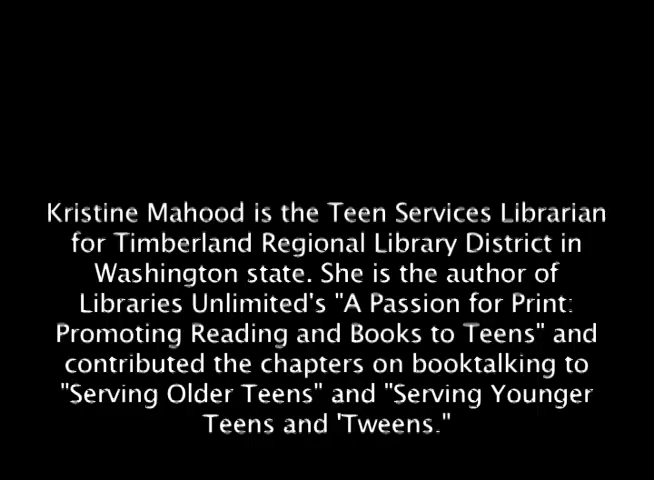 Kristine Mahood is the Teen Services Librarian
for Timberland Regional Library District in
Washington state. She is the author of
Libraries Unlimited's "A Passion for Print:
Promoting Reading and Books to Teens" and
contributed the chapters on booktalking to
"Serving Older Teens" and "Serving Younger
Teens and 'Tweens."